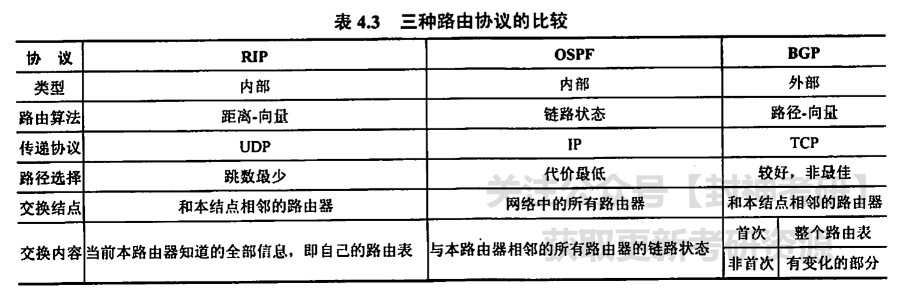 表 4.3 三种路由协议的比较
协 议 RIP OSPF BGP
类型 内部 内部 外部
路由算法 距离-向量 链路状态 路径-向量
传递协议 UDP IP TCP
路径选择 跳数最少 代价最低 较好，非最佳
交换结点 和本结点相邻的路由器 网络中的所有路由器 和本结点相邻的路由器
交换内容 当前本路由器知道的全部信息，即自己的路由表 与本路由器相邻的所有路由器的链路状态 首次 整个路由表
非首次 有变化的部分
关注公众号【封神考研】
获取更新考研资源